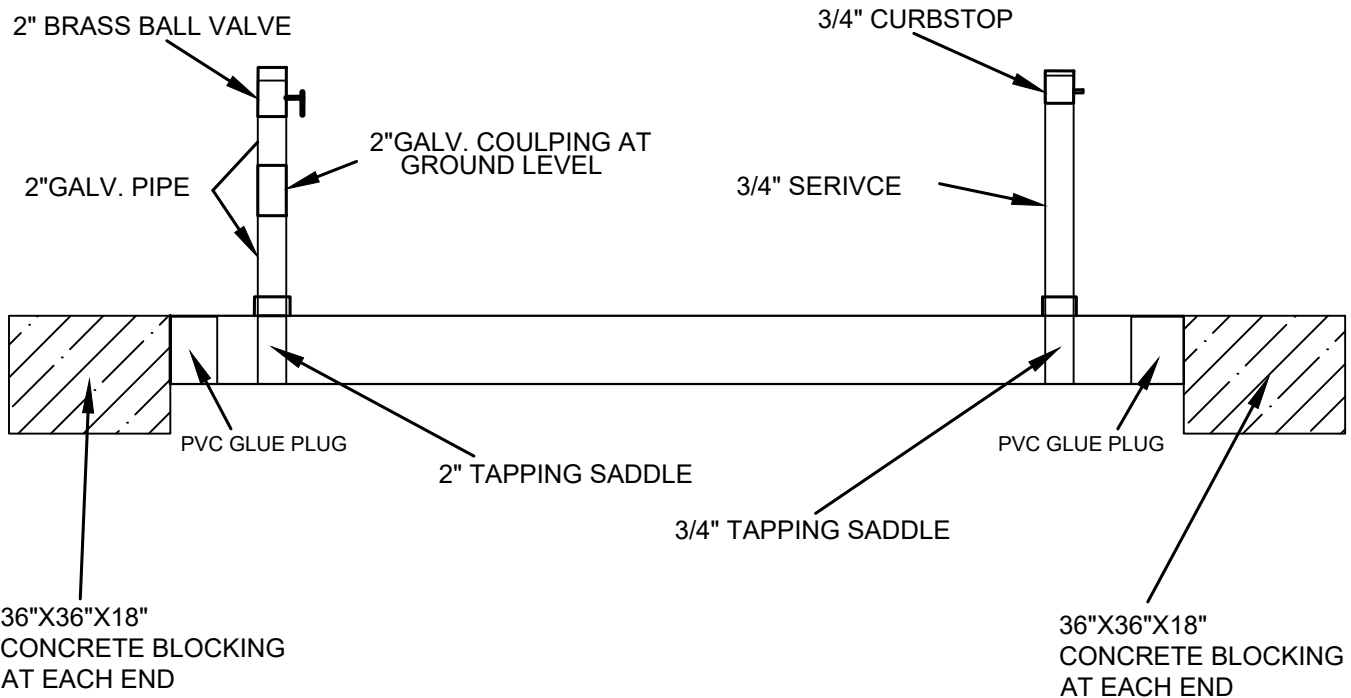 2" BRASS BALL VALVE
3/4" CURBSTOP
2"GALV. COULPING AT
GROUND LEVEL
2"GALV. PIPE
3/4" SERIVCE
PVC GLUE PLUG
PVC GLUE PLUG
2" TAPPING SADDLE
3/4" TAPPING SADDLE
36"X36"X18"
CONCRETE BLOCKING
AT EACH END
36"X36"X18"
CONCRETE BLOCKING
AT EACH END